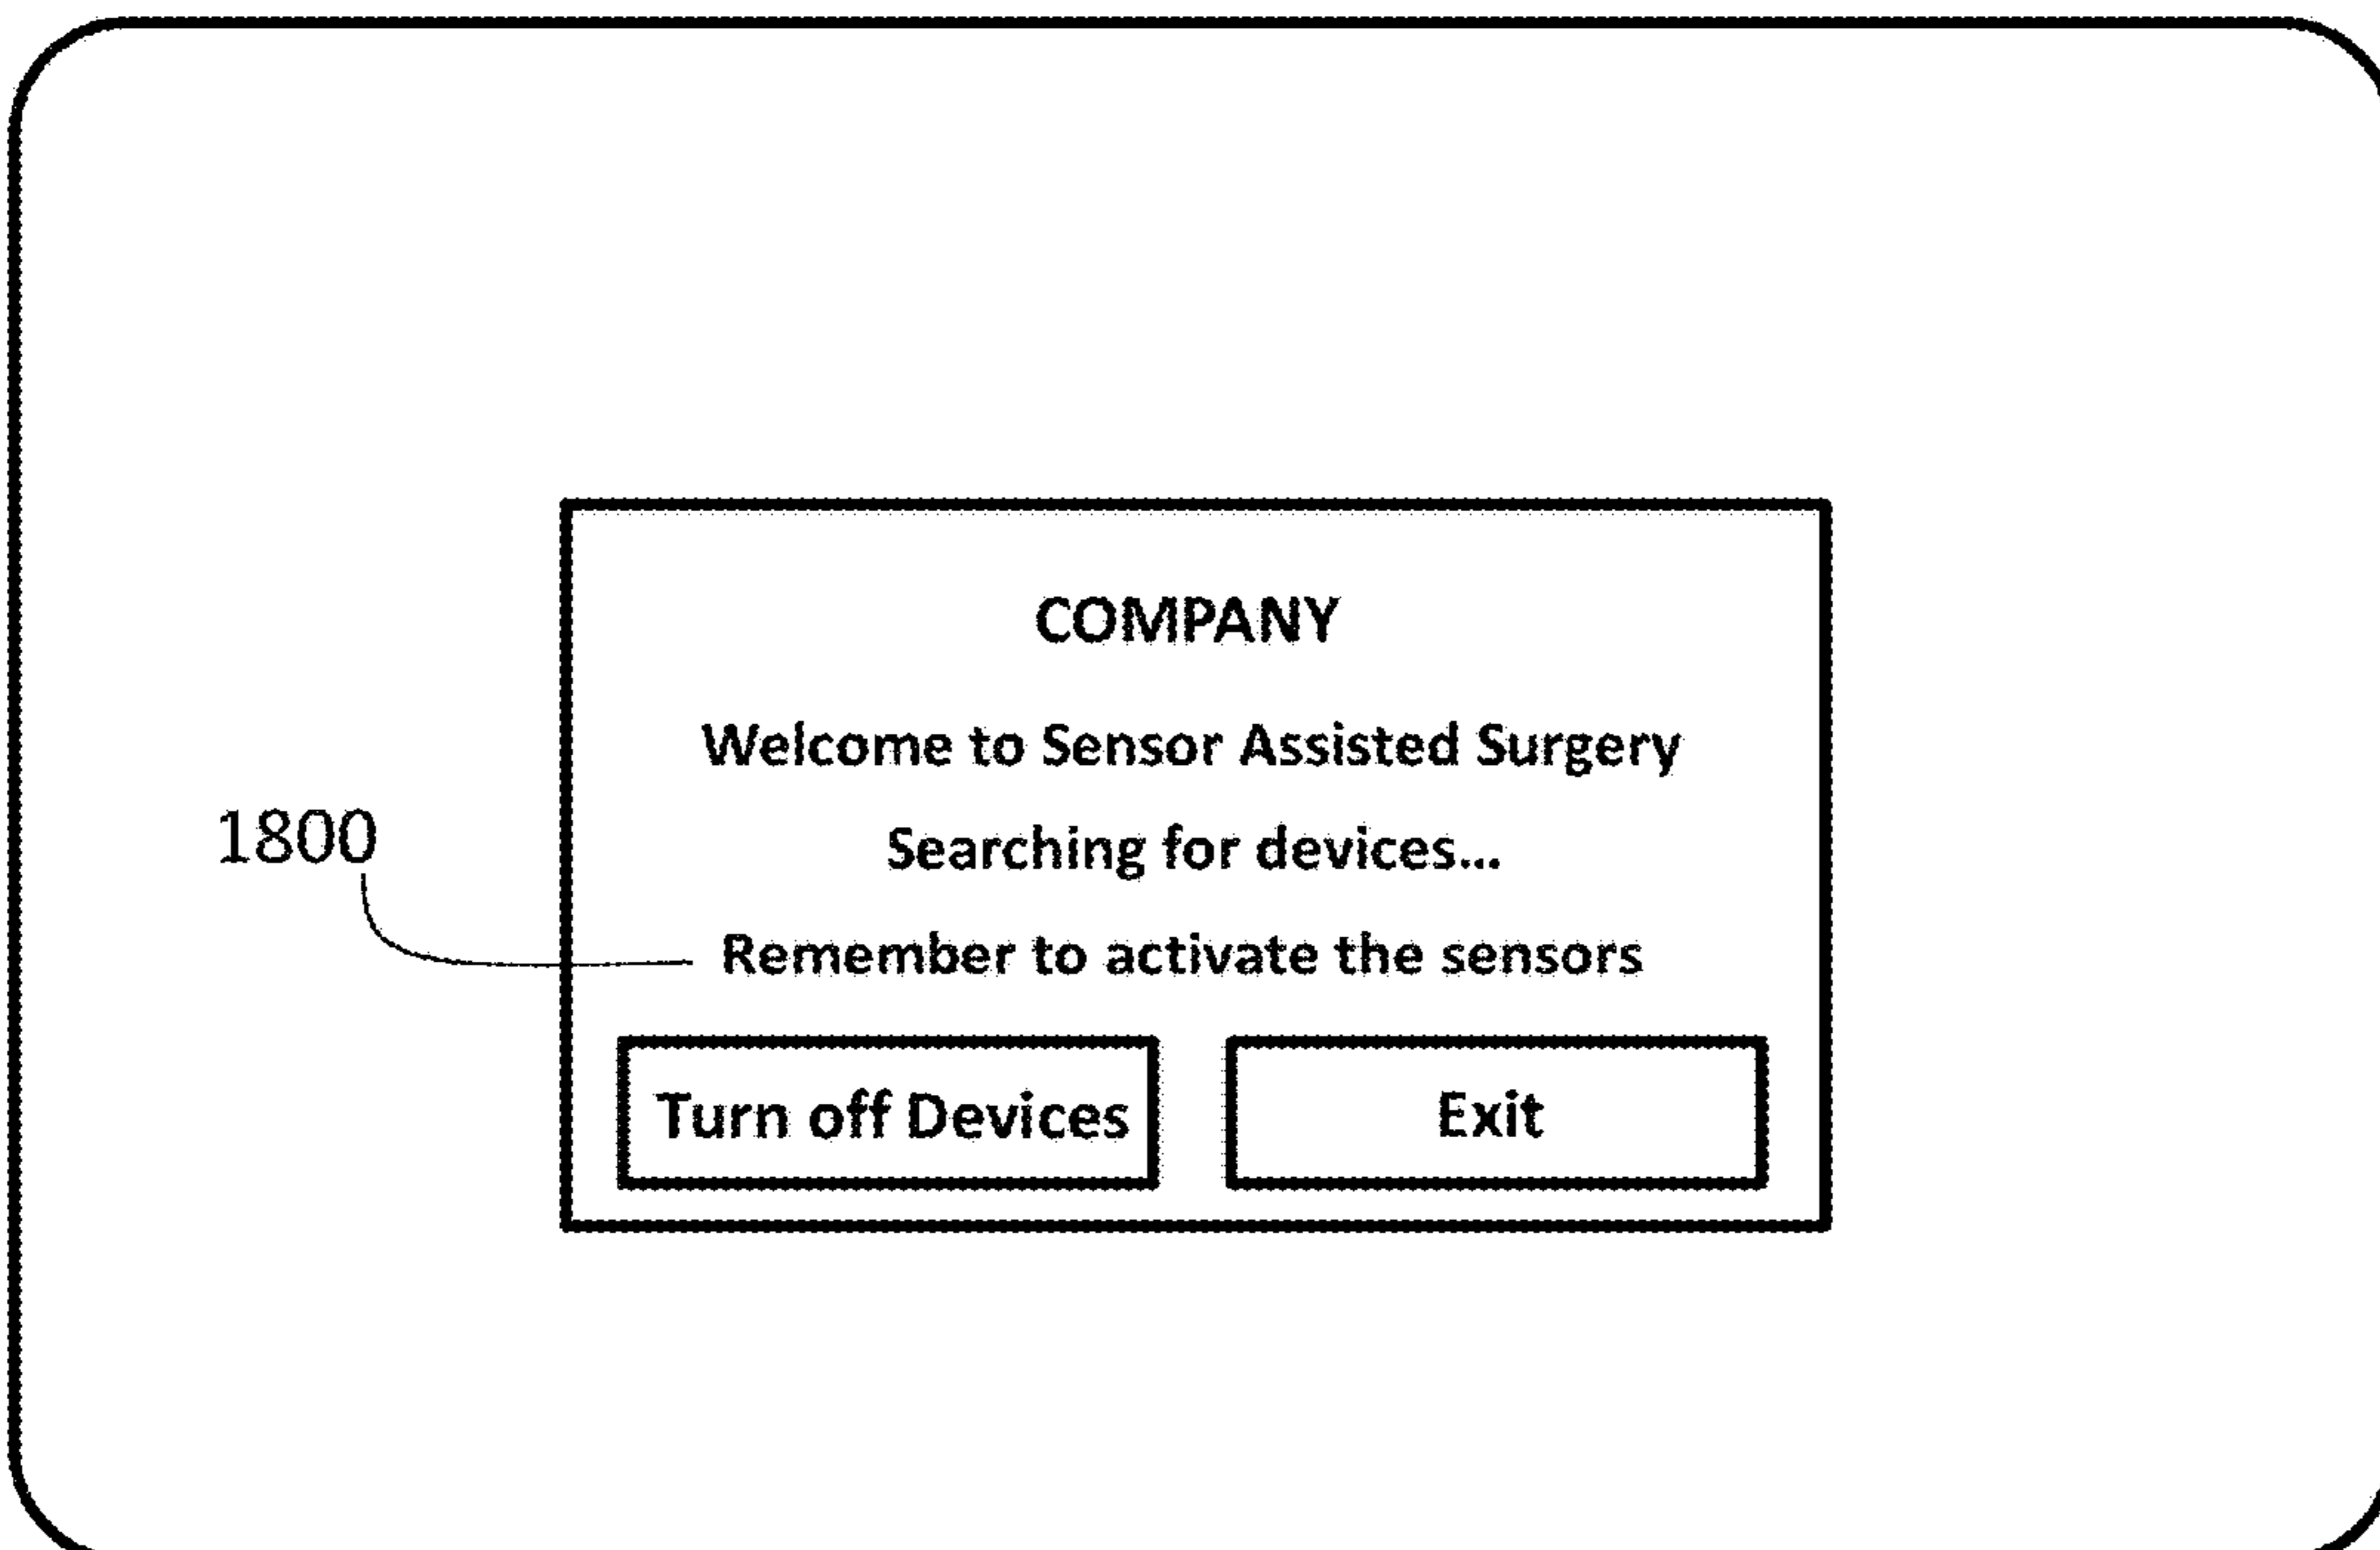 COMPANY
Welcome to Sensor Assisted Surgery
Searching for devices...
1800
Remember to activate the sensors
Turn off Devices
Exit